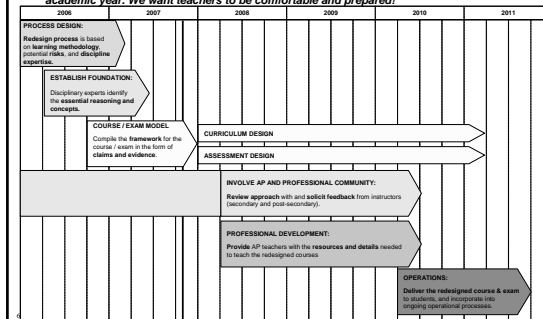 academic year. We want teachers to be comfortable and prepared!
2006 2007 2008 2009 2010 2011
PROCESS DESIGN:
Redesign process is based
on learning methodology,
potential risks, and discipline
expertise.
ESTABLISH FOUNDATION:
Disciplinary experts identify
the essential reasoning and
concepts.
COURSE / EXAM MODEL
Compile the framework for the
course / exam in the form of
claims and evidence.
CURRICULUM DESIGN
ASSESSMENT DESIGN
INVOLVE AP AND PROFESSIONAL COMMUNITY:
Review approach with and solicit feedback from instructors
(secondary and post-secondary).
PROFESSIONAL DEVELOPMENT:
Provide AP teachers with the resources and details needed
to teach the redesigned courses
OPERATIONS:
Deliver the redesigned course & exam
to students, and incorporate into
ongoing operational processes.